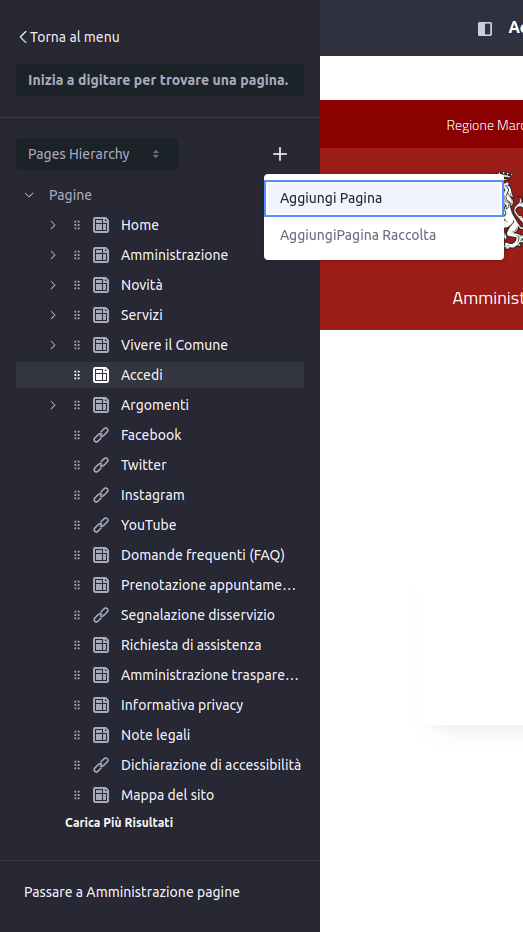 Torna al menu
Inizia a digitare per trovare una pagina.
Pages Hierarchy
Aggiungi Pagina
AggiungiPagina Raccolta
Pagine
Home
Amministrazione
Novità
Servizi
Vivere il Comune
Accedi
Argomenti
Facebook
Twitter
Instagram
YouTube
Domande frequenti (FAQ)
Prenotazione appuntame…
Segnalazione disservizio
Richiesta di assistenza
Amministrazione traspare…
Informativa privacy
Note legali
Dichiarazione di accessibilità
Mappa del sito
Carica Più Risultati
Passare a Amministrazione pagine
Regione Marc
Amminist